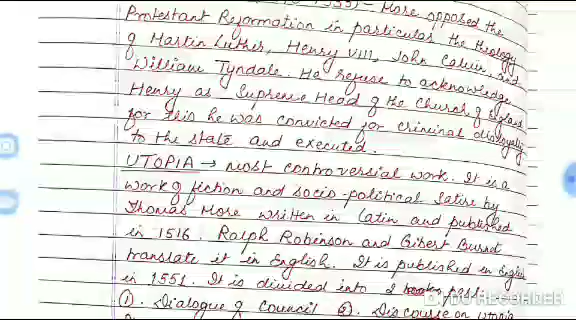 1535) - More opposed the
Protestant Reformation in particular the theology
of Martin Luther, Henry VIII, John Calvin, and
William Tyndale. He refuse to acknowledge
Henry as Supreme Head of the Church of England
for this he was convicted for criminal disloyalty
to the state and executed.
UTOPIA → most controversial work. It is a
work of fiction and socio-political satire by
Thomas More written in Latin and published
in 1516. Ralph Robinson and Gibert Burnet
translate it in English. It is published in English
in 1551. It is divided into 2 part:
①. Dialogue of Council ②. Discourse on Utopia
DU RECORDER